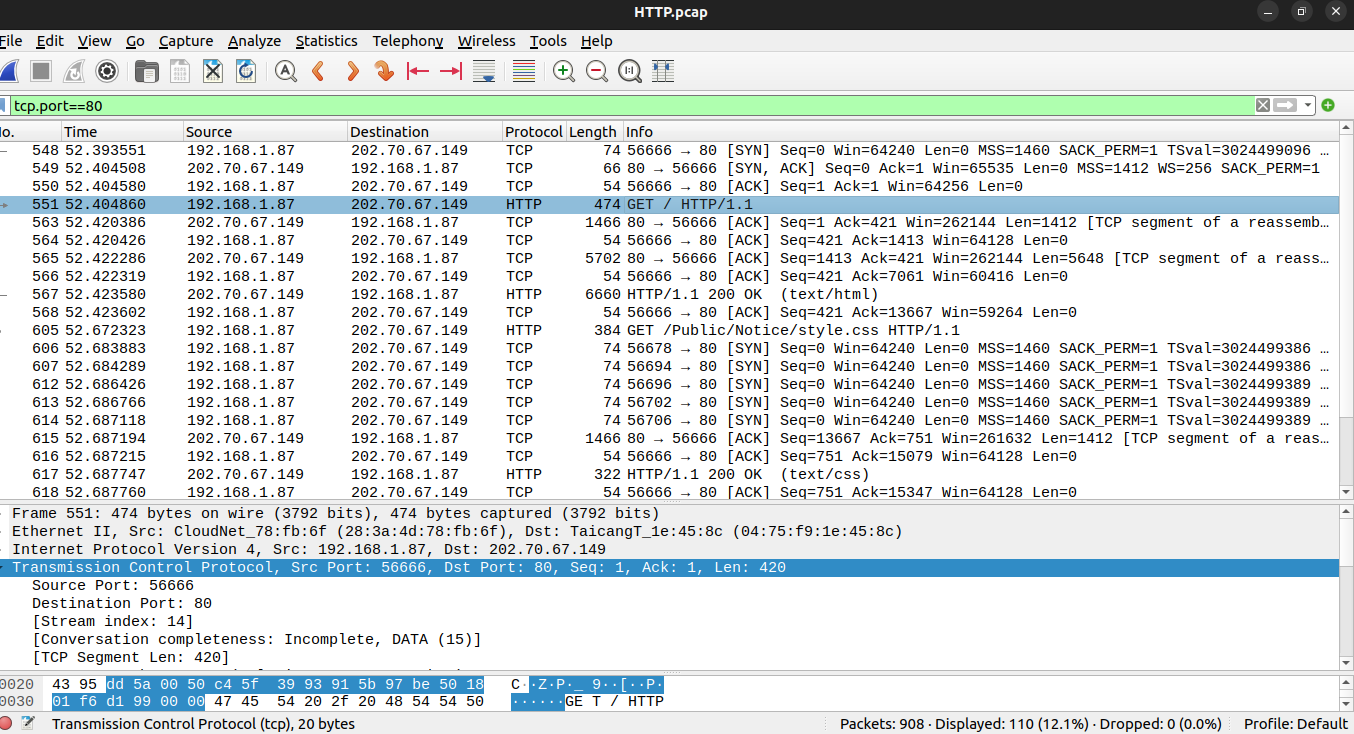 HTTP.pcap
File Edit View Go Capture Analyze Statistics Telephony Wireless Tools Help
tcp.port==80
No. Time Source Destination Protocol Length Info
548 52.393551 192.168.1.87 202.70.67.149 TCP 74 56666 → 80 [SYN] Seq=0 Win=64240 Len=0 MSS=1460 SACK_PERM=1 TSval=3024499096 …
549 52.404508 202.70.67.149 192.168.1.87 TCP 66 80 → 56666 [SYN, ACK] Seq=0 Ack=1 Win=65535 Len=0 MSS=1412 WS=256 SACK_PERM=1
550 52.404580 192.168.1.87 202.70.67.149 TCP 54 56666 → 80 [ACK] Seq=1 Ack=1 Win=64256 Len=0
551 52.404860 192.168.1.87 202.70.67.149 HTTP 474 GET / HTTP/1.1
563 52.420386 202.70.67.149 192.168.1.87 TCP 1466 80 → 56666 [ACK] Seq=1 Ack=421 Win=262144 Len=1412 [TCP segment of a reassemb…
564 52.420426 192.168.1.87 202.70.67.149 TCP 54 56666 → 80 [ACK] Seq=421 Ack=1413 Win=64128 Len=0
565 52.422286 202.70.67.149 192.168.1.87 TCP 5702 80 → 56666 [ACK] Seq=1413 Ack=421 Win=262144 Len=5648 [TCP segment of a reass…
566 52.422319 192.168.1.87 202.70.67.149 TCP 54 56666 → 80 [ACK] Seq=421 Ack=7061 Win=60416 Len=0
567 52.423580 202.70.67.149 192.168.1.87 HTTP 6660 HTTP/1.1 200 OK (text/html)
568 52.423602 192.168.1.87 202.70.67.149 TCP 54 56666 → 80 [ACK] Seq=421 Ack=13667 Win=59264 Len=0
605 52.672323 192.168.1.87 202.70.67.149 HTTP 384 GET /Public/Notice/style.css HTTP/1.1
606 52.683883 192.168.1.87 202.70.67.149 TCP 74 56678 → 80 [SYN] Seq=0 Win=64240 Len=0 MSS=1460 SACK_PERM=1 TSval=3024499386 …
607 52.684289 192.168.1.87 202.70.67.149 TCP 74 56694 → 80 [SYN] Seq=0 Win=64240 Len=0 MSS=1460 SACK_PERM=1 TSval=3024499386 …
612 52.686426 192.168.1.87 202.70.67.149 TCP 74 56696 → 80 [SYN] Seq=0 Win=64240 Len=0 MSS=1460 SACK_PERM=1 TSval=3024499389 …
613 52.686766 192.168.1.87 202.70.67.149 TCP 74 56702 → 80 [SYN] Seq=0 Win=64240 Len=0 MSS=1460 SACK_PERM=1 TSval=3024499389 …
614 52.687118 192.168.1.87 202.70.67.149 TCP 74 56706 → 80 [SYN] Seq=0 Win=64240 Len=0 MSS=1460 SACK_PERM=1 TSval=3024499389 …
615 52.687194 202.70.67.149 192.168.1.87 TCP 1466 80 → 56666 [ACK] Seq=13667 Ack=751 Win=261632 Len=1412 [TCP segment of a reas…
616 52.687215 192.168.1.87 202.70.67.149 TCP 54 56666 → 80 [ACK] Seq=751 Ack=15079 Win=64128 Len=0
617 52.687747 202.70.67.149 192.168.1.87 HTTP 322 HTTP/1.1 200 OK (text/css)
618 52.687760 192.168.1.87 202.70.67.149 TCP 54 56666 → 80 [ACK] Seq=751 Ack=15347 Win=64128 Len=0
Frame 551: 474 bytes on wire (3792 bits), 474 bytes captured (3792 bits)
Ethernet II, Src: CloudNet_78:fb:6f (28:3a:4d:78:fb:6f), Dst: TaicangT_1e:45:8c (04:75:f9:1e:45:8c)
Internet Protocol Version 4, Src: 192.168.1.87, Dst: 202.70.67.149
Transmission Control Protocol, Src Port: 56666, Dst Port: 80, Seq: 1, Ack: 1, Len: 420
Source Port: 56666
Destination Port: 80
[Stream index: 14]
[Conversation completeness: Incomplete, DATA (15)]
[TCP Segment Len: 420]
0020 43 95 dd 5a 00 50 c4 5f 39 93 91 5b 97 be 50 18 C··Z·P·_ 9··[··P·
0030 01 f6 d1 99 00 00 47 45 54 20 2f 20 48 54 54 50 ······GE T / HTTP
Transmission Control Protocol (tcp), 20 bytes Packets: 908 · Displayed: 110 (12.1%) · Dropped: 0 (0.0%) Profile: Default